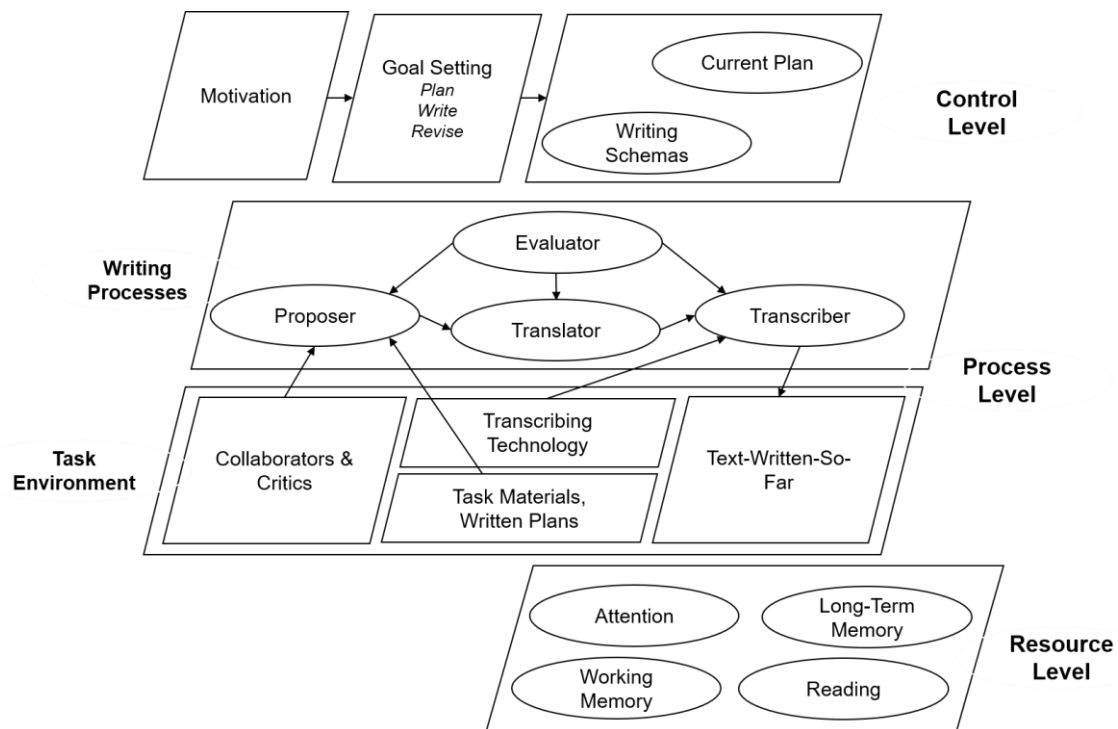 Motivation
Goal Setting
Plan
Write
Revise
Current Plan
Writing
Schemas
Control
Level
Writing
Processes
Evaluator
Proposer
Translator
Transcriber
Process
Level
Task
Environment
Collaborators &
Critics
Transcribing
Technology
Task Materials,
Written Plans
Text-Written-So-
Far
Attention
Long-Term
Memory
Working
Memory
Reading
Resource
Level